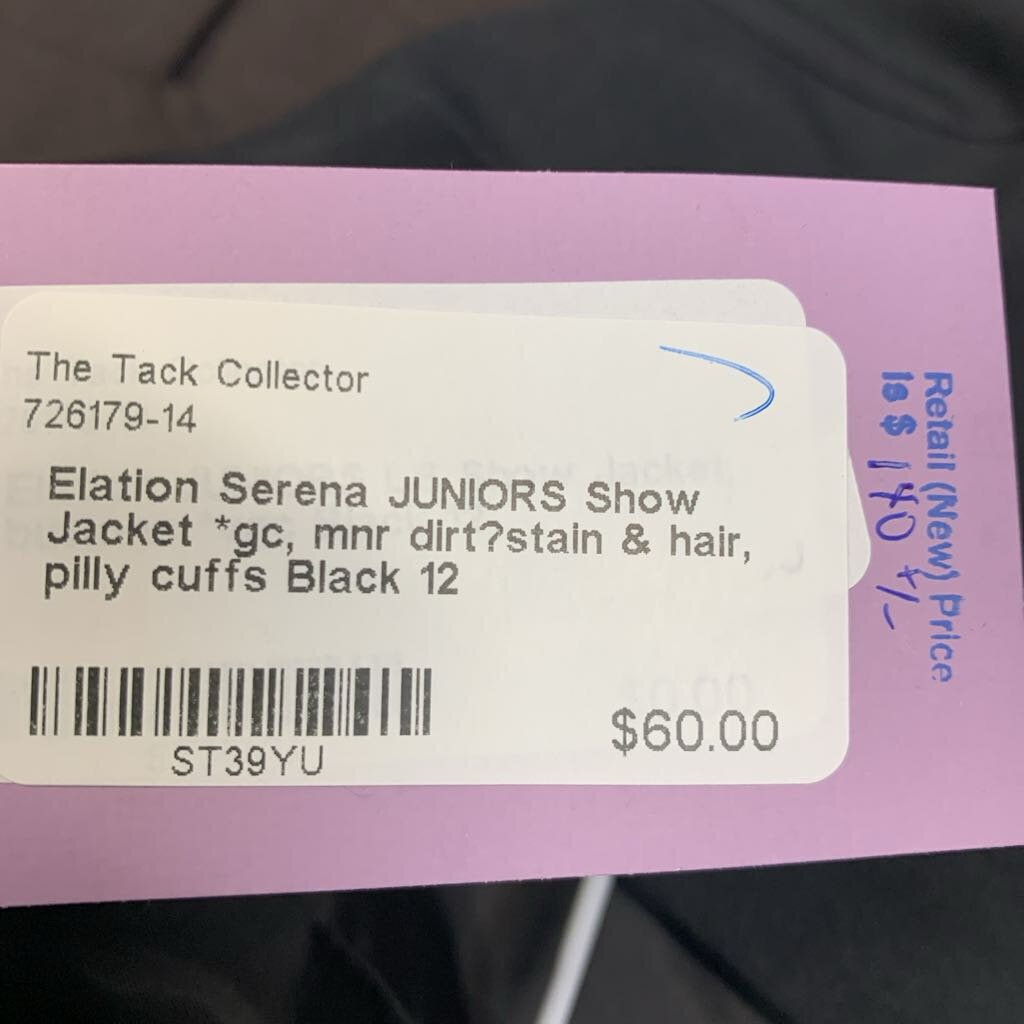 The Tack Collector
726179-14
Elation Serena JUNIORS Show
Jacket *gc, mnr dirt?stain & hair,
pilly cuffs Black 12
ST39YU
$60.00
Retail (New) Price
Is $ 140 +/-